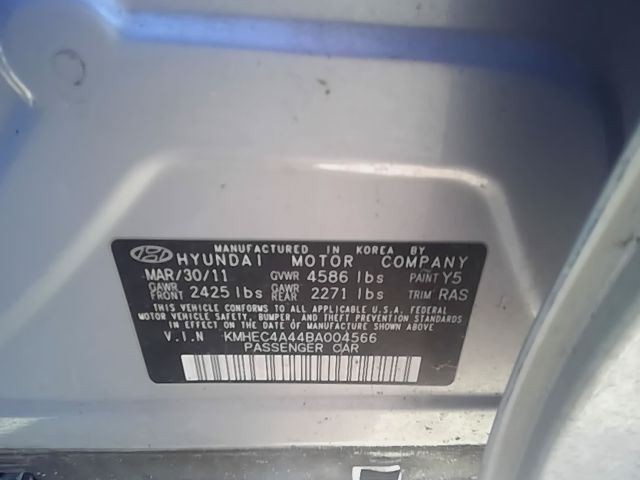 MANUFACTURED IN KOREA BY
HYUNDAI MOTOR COMPANY
MAR/30/11 GVWR 4586 lbs PAINT Y5
GAWR FRONT 2425 lbs GAWR REAR 2271 lbs TRIM RAS
THIS VEHICLE CONFORMS TO ALL APPLICABLE U.S.A. FEDERAL
MOTOR VEHICLE SAFETY, BUMPER, AND THEFT PREVENTION
STANDARDS IN EFFECT ON THE DATE OF MANUFACTURE SHOWN ABOVE.
V.I.N KMHEC4A44BA004566
PASSENGER CAR